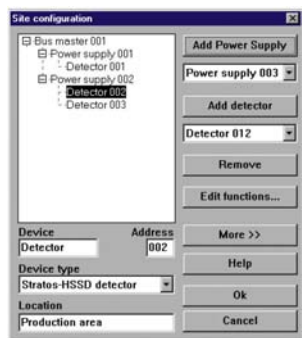 Site configuration
Bus master 001
Power supply 001
Detector 001
Power supply 002
Detector 002
Detector 003
Add Power Supply
Power supply 003
Add detector
Detector 012
Remove
Edit functions...
Device Address
Detector 002
More >>
Device type
Help
Stratos-HSSD detector
Location
Ok
Production area
Cancel